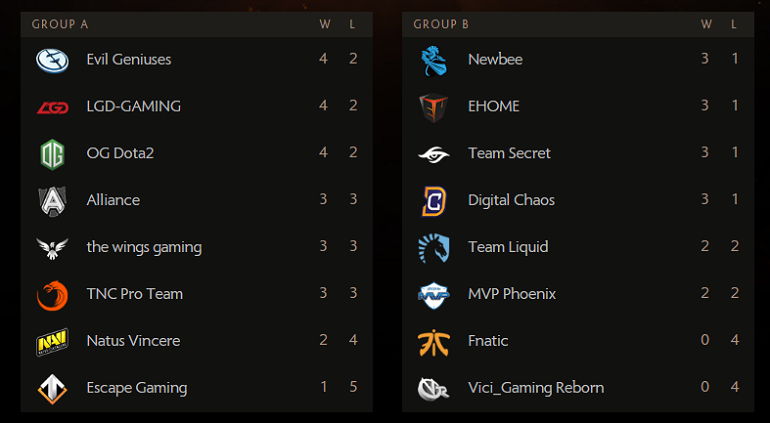 GROUP A W L
Evil Geniuses 4 2
LGD-GAMING 4 2
OG Dota2 4 2
Alliance 3 3
the wings gaming 3 3
TNC Pro Team 3 3
Natus Vincere 2 4
Escape Gaming 1 5
GROUP B W L
Newbee 3 1
EHOME 3 1
Team Secret 3 1
Digital Chaos 3 1
Team Liquid 2 2
MVP Phoenix 2 2
Fnatic 0 4
Vici_Gaming Reborn 0 4